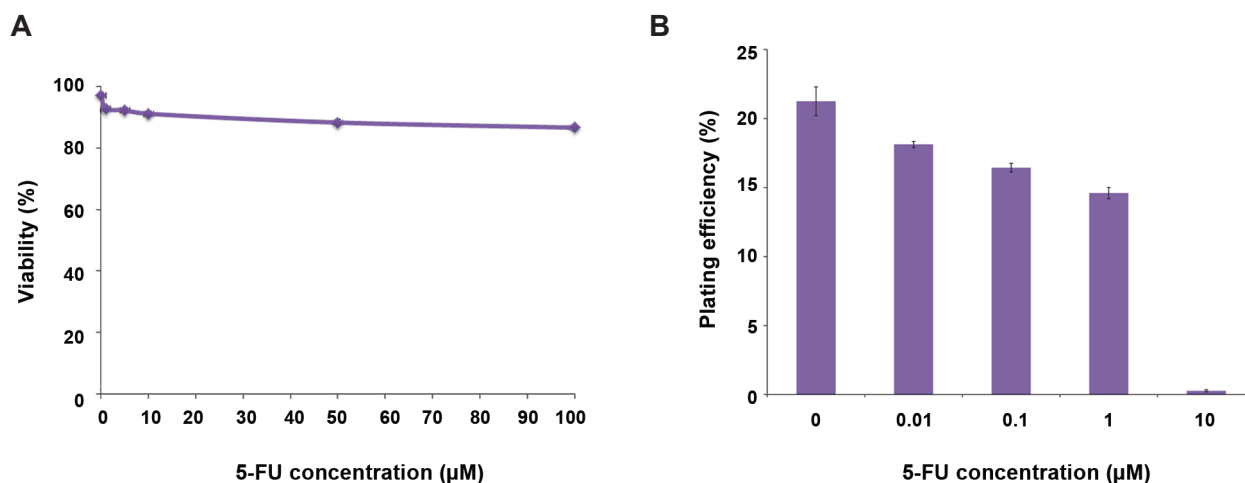 A
Viability (%)
100
80
60
40
20
0
0 10 20 30 40 50 60 70 80 90 100
5-FU concentration (µM)
B
Plating efficiency (%)
25
20
15
10
5
0
0 0.01 0.1 1 10
5-FU concentration (µM)